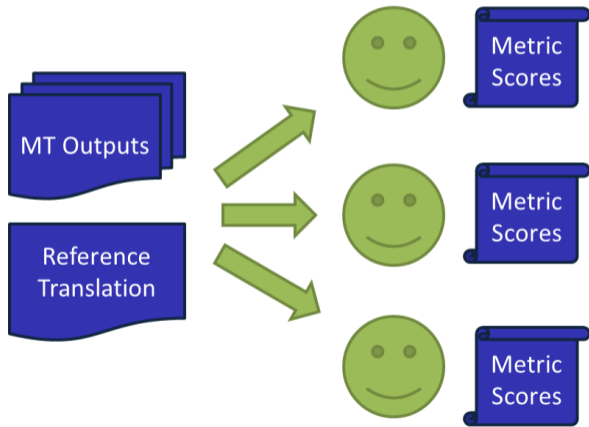 MT Outputs
Reference
Translation
Metric
Scores
Metric
Scores
Metric
Scores